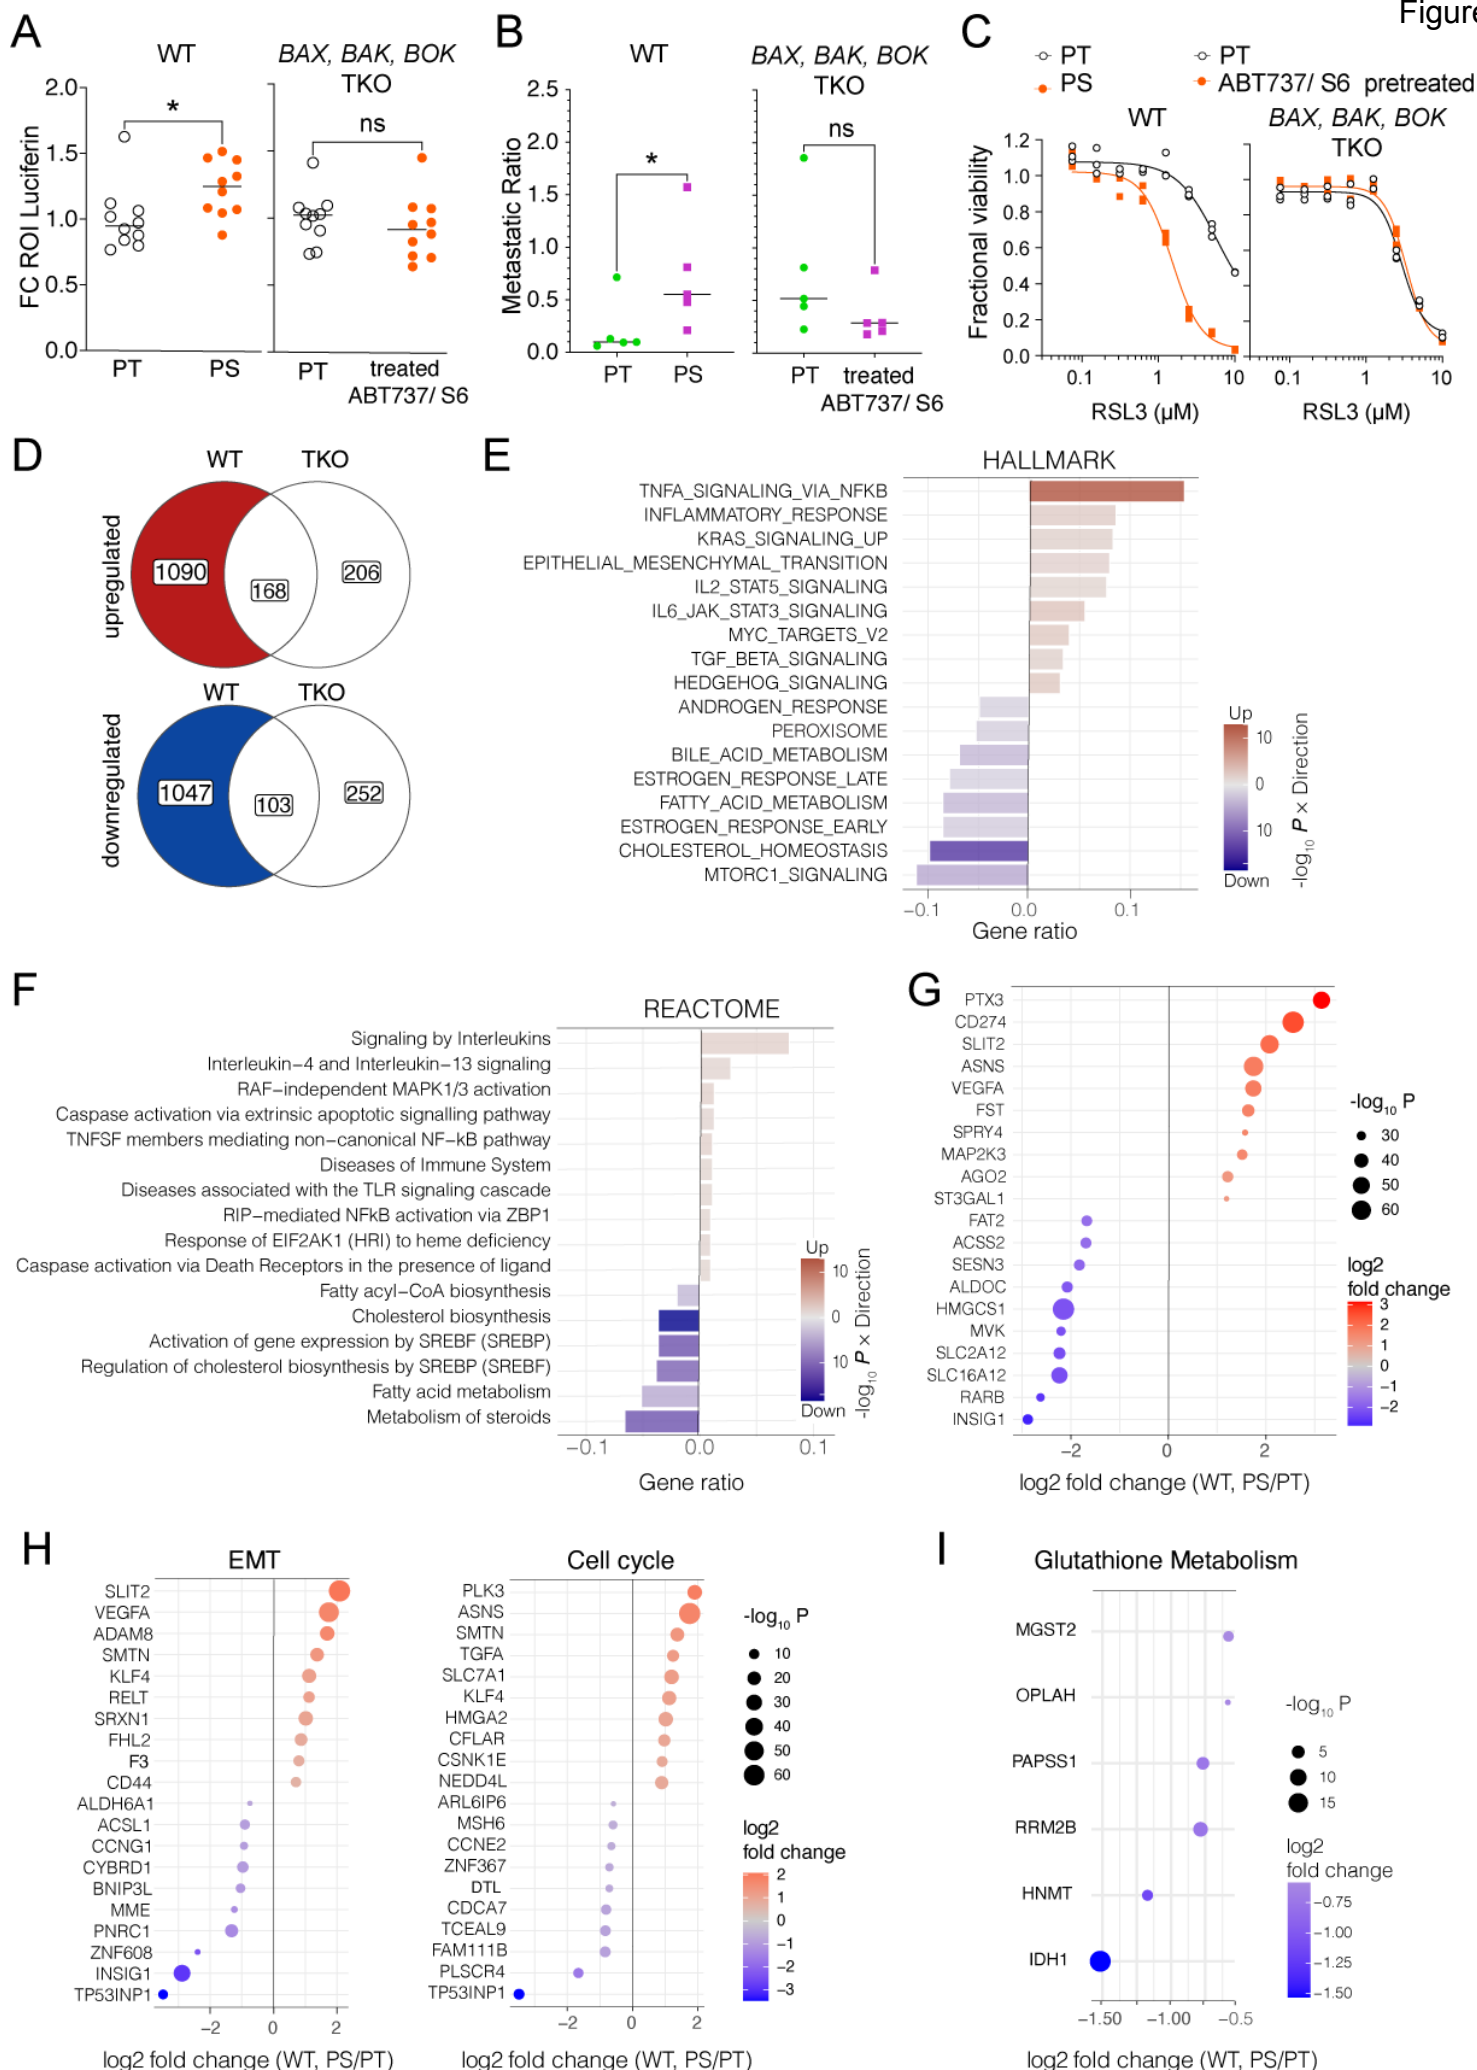 Figure
A
WT
BAX, BAK, BOK
TKO
FC ROI Luciferin
2.0
1.5
1.0
0.5
0.0
*
ns
PT
PS
PT
treated
ABT737/ S6
B
WT
BAX, BAK, BOK
TKO
Metastatic Ratio
2.5
2.0
1.5
1.0
0.5
0.0
*
ns
PT
PS
PT
treated
ABT737/ S6
C
PT
PS
PT
ABT737/ S6 pretreated
WT
BAX, BAK, BOK
TKO
Fractional viability
1.2
1.0
0.8
0.6
0.4
0.2
0.0
0.1
1
10
0.1
1
10
RSL3 (µM)
RSL3 (µM)
D
WT
TKO
upregulated
1090
168
206
WT
TKO
downregulated
1047
103
252
E
HALLMARK
TNFA_SIGNALING_VIA_NFKB
INFLAMMATORY_RESPONSE
KRAS_SIGNALING_UP
EPITHELIAL_MESENCHYMAL_TRANSITION
IL2_STAT5_SIGNALING
IL6_JAK_STAT3_SIGNALING
MYC_TARGETS_V2
TGF_BETA_SIGNALING
HEDGEHOG_SIGNALING
ANDROGEN_RESPONSE
PEROXISOME
BILE_ACID_METABOLISM
ESTROGEN_RESPONSE_LATE
FATTY_ACID_METABOLISM
ESTROGEN_RESPONSE_EARLY
CHOLESTEROL_HOMEOSTASIS
MTORC1_SIGNALING
−0.1
0.0
0.1
Gene ratio
Up
10
0
10
Down
-log10 P × Direction
F
REACTOME
Signaling by Interleukins
Interleukin−4 and Interleukin−13 signaling
RAF−independent MAPK1/3 activation
Caspase activation via extrinsic apoptotic signalling pathway
TNFSF members mediating non−canonical NF−kB pathway
Diseases of Immune System
Diseases associated with the TLR signaling cascade
RIP−mediated NFkB activation via ZBP1
Response of EIF2AK1 (HRI) to heme deficiency
Caspase activation via Death Receptors in the presence of ligand
Fatty acyl−CoA biosynthesis
Cholesterol biosynthesis
Activation of gene expression by SREBF (SREBP)
Regulation of cholesterol biosynthesis by SREBP (SREBF)
Fatty acid metabolism
Metabolism of steroids
−0.1
0.0
0.1
Gene ratio
Up
10
0
10
Down
-log10 P × Direction
G
PTX3
CD274
SLIT2
ASNS
VEGFA
FST
SPRY4
MAP2K3
AGO2
ST3GAL1
FAT2
ACSS2
SESN3
ALDOC
HMGCS1
MVK
SLC2A12
SLC16A12
RARB
INSIG1
−2
0
2
log2 fold change (WT, PS/PT)
-log10 P
30
40
50
60
log2
fold change
3
2
1
0
−1
−2
H
EMT
SLIT2
VEGFA
ADAM8
SMTN
KLF4
RELT
SRXN1
FHL2
F3
CD44
ALDH6A1
ACSL1
CCNG1
CYBRD1
BNIP3L
MME
PNRC1
ZNF608
INSIG1
TP53INP1
−2
0
2
log2 fold change (WT, PS/PT)
Cell cycle
PLK3
ASNS
SMTN
TGFA
SLC7A1
KLF4
HMGA2
CFLAR
CSNK1E
NEDD4L
ARL6IP6
MSH6
CCNE2
ZNF367
DTL
CDCA7
TCEAL9
FAM111B
PLSCR4
TP53INP1
−2
0
2
log2 fold change (WT, PS/PT)
-log10 P
10
20
30
40
50
60
log2
fold change
2
1
0
−1
−2
−3
I
Glutathione Metabolism
MGST2
OPLAH
PAPSS1
RRM2B
HNMT
IDH1
−1.50
−1.00
−0.5
log2 fold change (WT, PS/PT)
-log10 P
5
10
15
log2
fold change
−0.75
−1.00
−1.25
−1.50